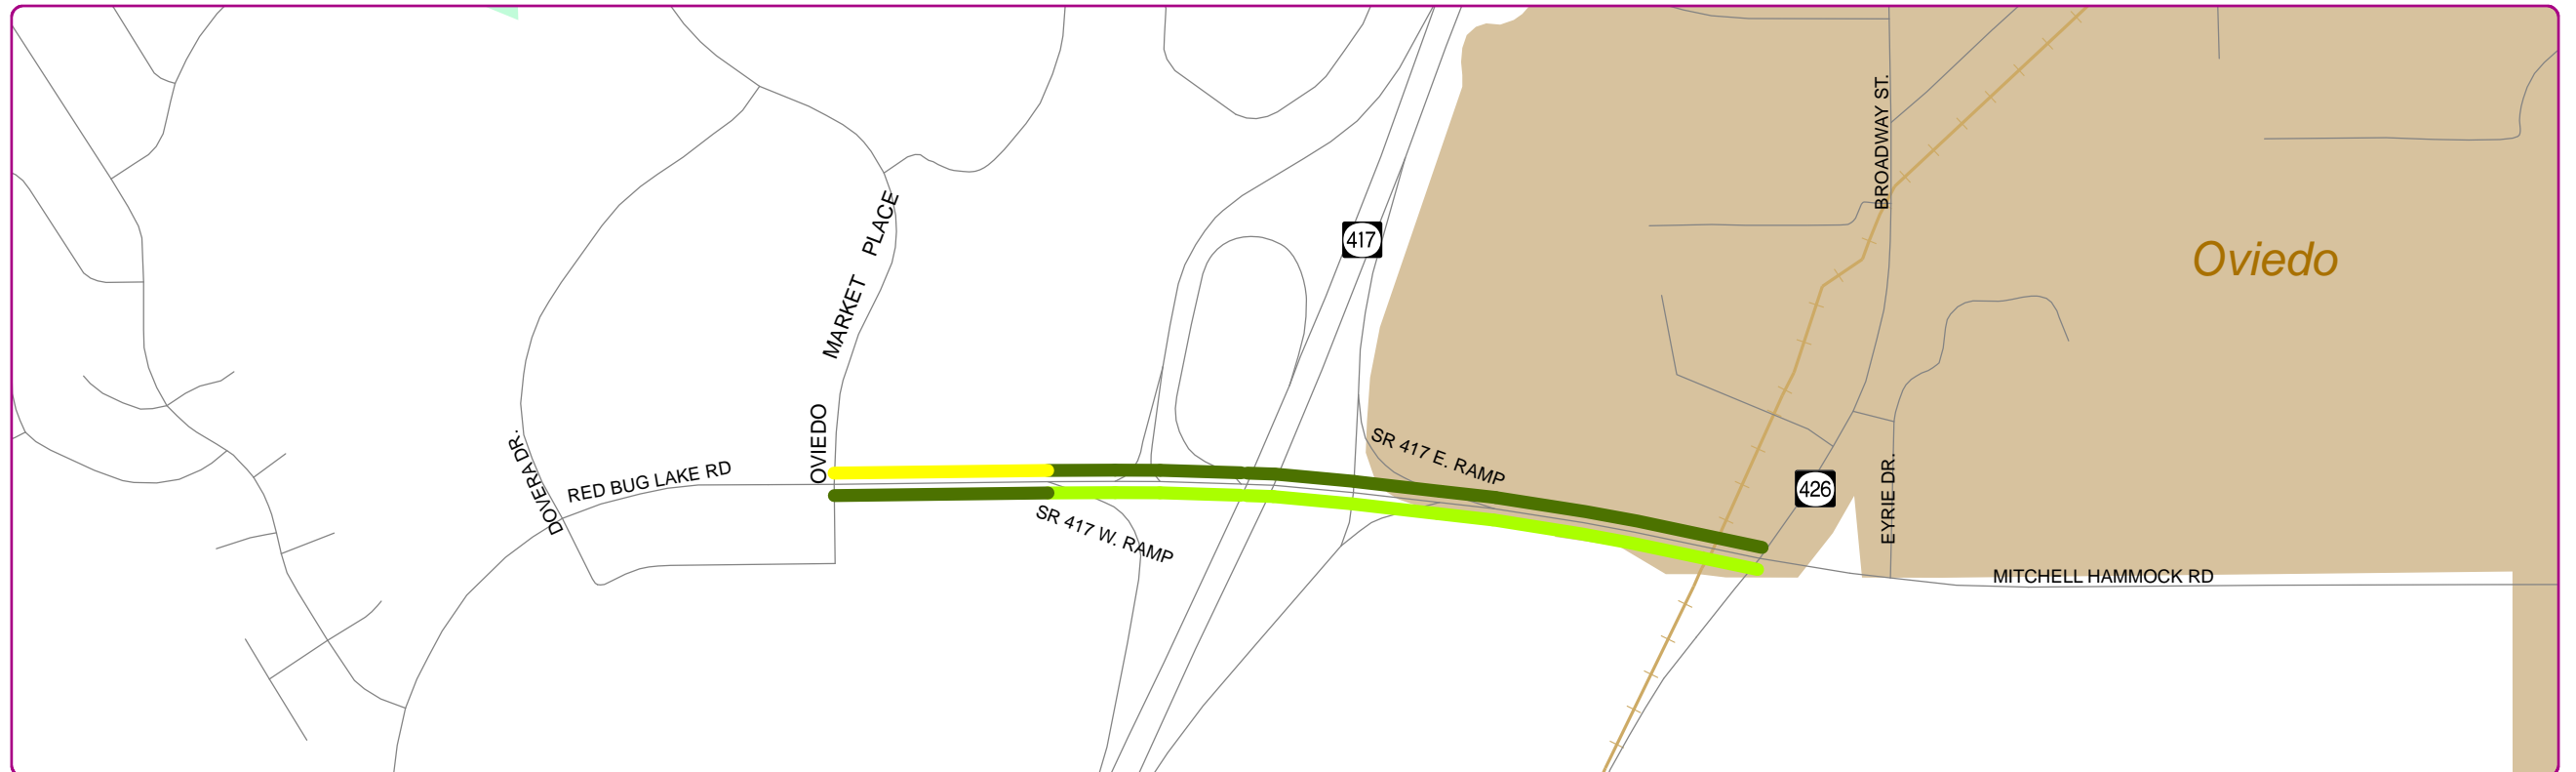 BROADWAY ST.
417
Oviedo
OVIEDO MARKET PLACE
DOVERA DR.
RED BUG LAKE RD
SR 417 E. RAMP
426
EYRIE DR.
SR 417 W. RAMP
MITCHELL HAMMOCK RD